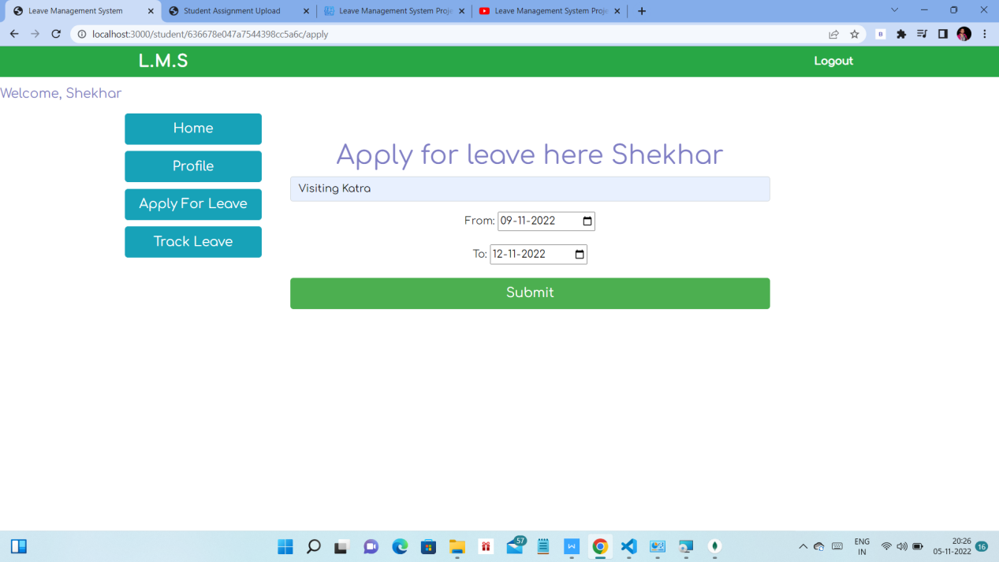 Leave Management System
Student Assignment Upload
Leave Management System Proje
Leave Management System Proje
localhost:3000/student/636678e047a7544398cc5a6c/apply
B
L.M.S
Logout
Welcome, Shekhar
Home
Profile
Apply For Leave
Track Leave
Apply for leave here Shekhar
Visiting Katra
From: 09-11-2022
To: 12-11-2022
Submit
57
W
ENG
IN
20:26
05-11-2022
16